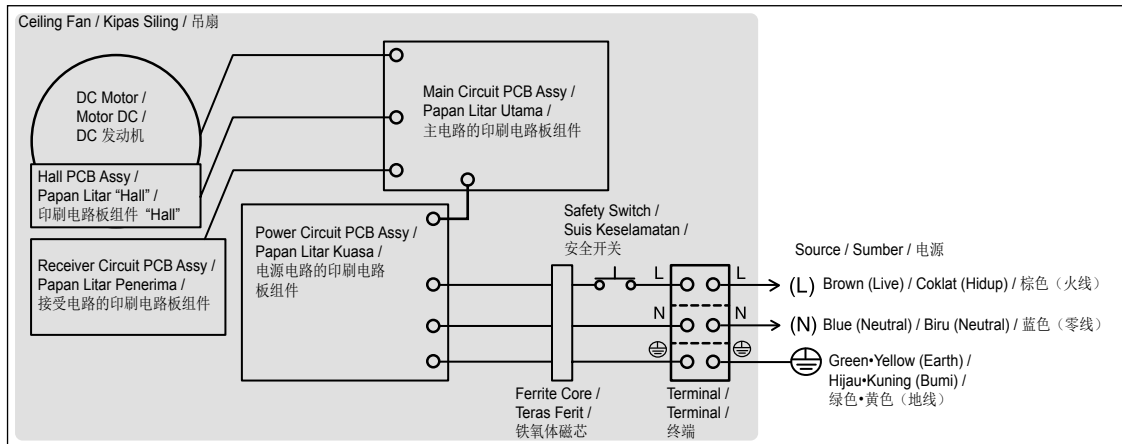 Ceiling Fan / Kipas Siling / 吊扇
DC Motor /
Motor DC /
DC 发动机
Hall PCB Assy /
Papan Litar “Hall” /
印刷电路板组件 “Hall”
Receiver Circuit PCB Assy /
Papan Litar Penerima /
接受电路的印刷电路板组件
Main Circuit PCB Assy /
Papan Litar Utama /
主电路的印刷电路板组件
Power Circuit PCB Assy /
Papan Litar Kuasa /
电源电路的印刷电路
板组件
Safety Switch /
Suis Keselamatan /
安全开关
Ferrite Core /
Teras Ferit /
铁氧体磁芯
L L
N N
Terminal /
Terminal /
终端
Source / Sumber / 电源
(L) Brown (Live) / Coklat (Hidup) / 棕色（火线）
(N) Blue (Neutral) / Biru (Neutral) / 蓝色（零线）
Green•Yellow (Earth) /
Hijau•Kuning (Bumi) /
绿色•黄色（地线）